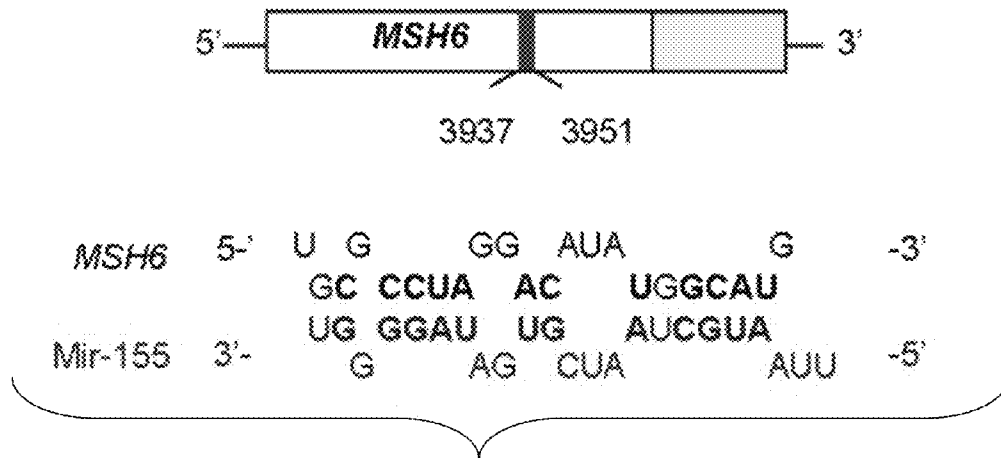 5' MSH6 3'
3937 3951
U G GG AUA G
MSH6 5-' -3'
GC CCUA AC UGGCAU
UG GGAU UG AUCGUA
Mir-155 3'- -5'
G AG CUA AUU